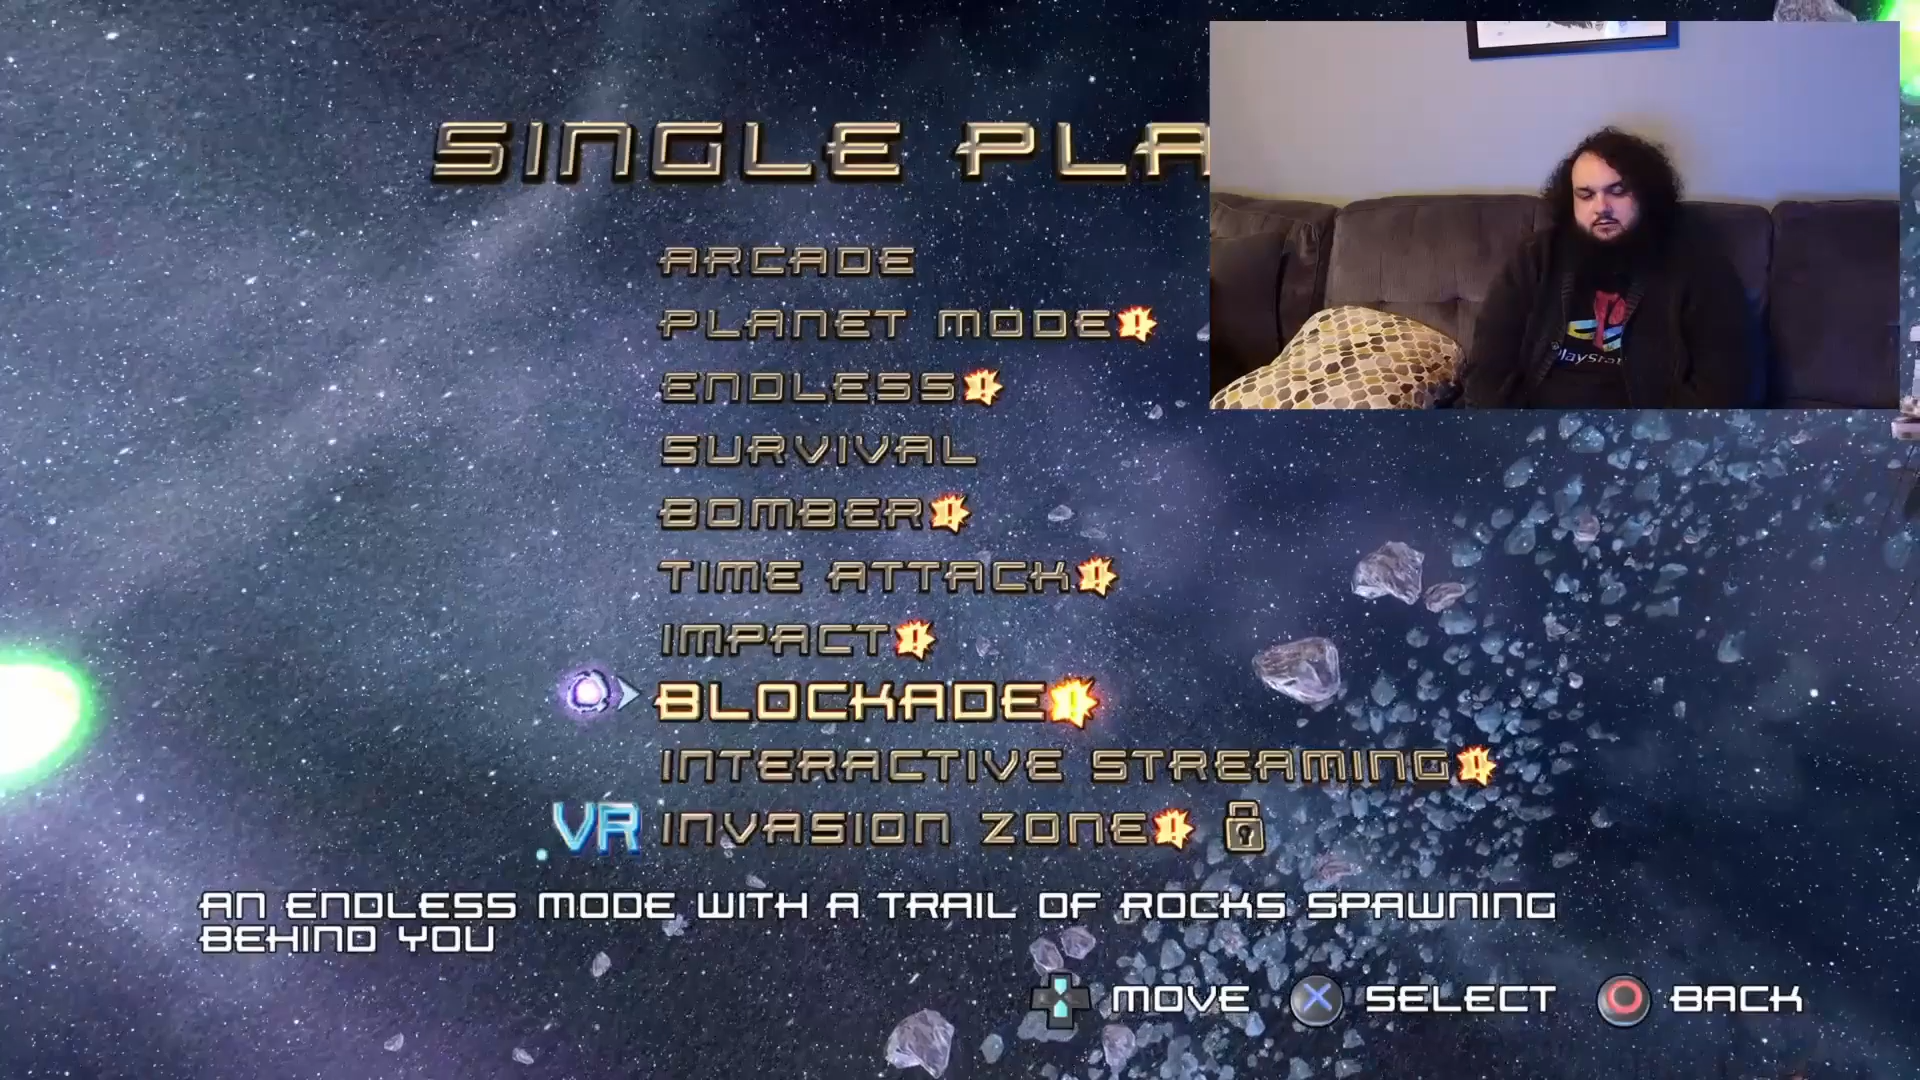 SINGLE PLA
ARCADE
PLANET MODE!
ENDLESS!
SURVIVAL
BOMBER!
TIME ATTACK!
IMPACT!
BLOCKADE!
INTERACTIVE STREAMING!
VR INVASION ZONE!
AN ENDLESS MODE WITH A TRAIL OF ROCKS SPAWNING
BEHIND YOU
MOVE SELECT BACK